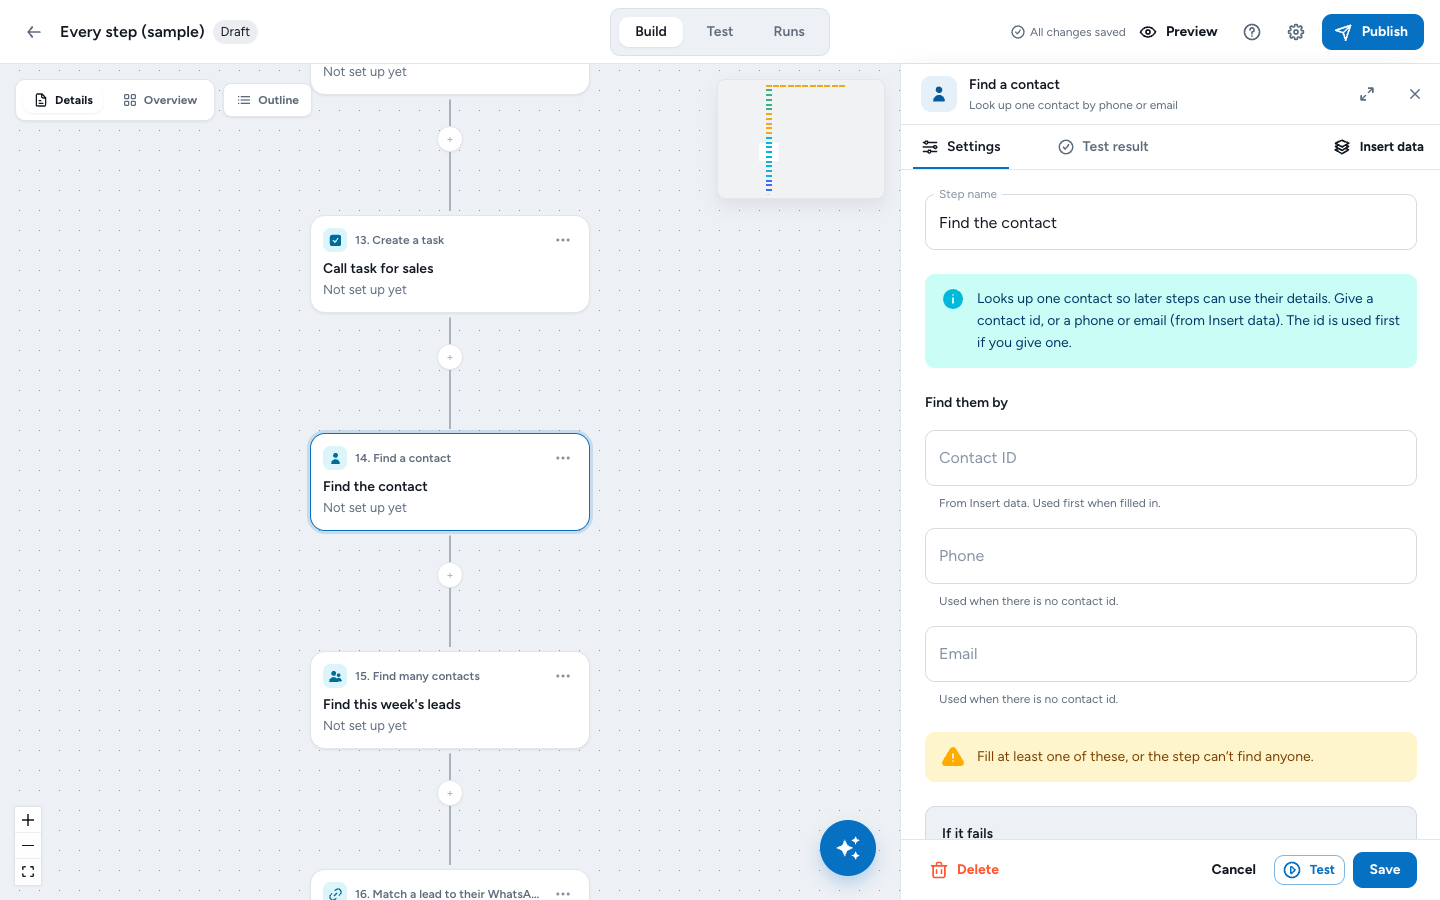 Every step (sample)
Draft
Build
Test
Runs
All changes saved
Preview
Publish
Details
Overview
Outline
Not set up yet
13. Create a task
Call task for sales
Not set up yet
14. Find a contact
Find the contact
Not set up yet
15. Find many contacts
Find this week's leads
Not set up yet
16. Match a lead to their WhatsA...
Find a contact
Look up one contact by phone or email
Settings
Test result
Insert data
Step name
Find the contact
Looks up one contact so later steps can use their details. Give a
contact id, or a phone or email (from Insert data). The id is used first
if you give one.
Find them by
Contact ID
From Insert data. Used first when filled in.
Phone
Used when there is no contact id.
Email
Used when there is no contact id.
Fill at least one of these, or the step can't find anyone.
If it fails
Delete
Cancel
Test
Save